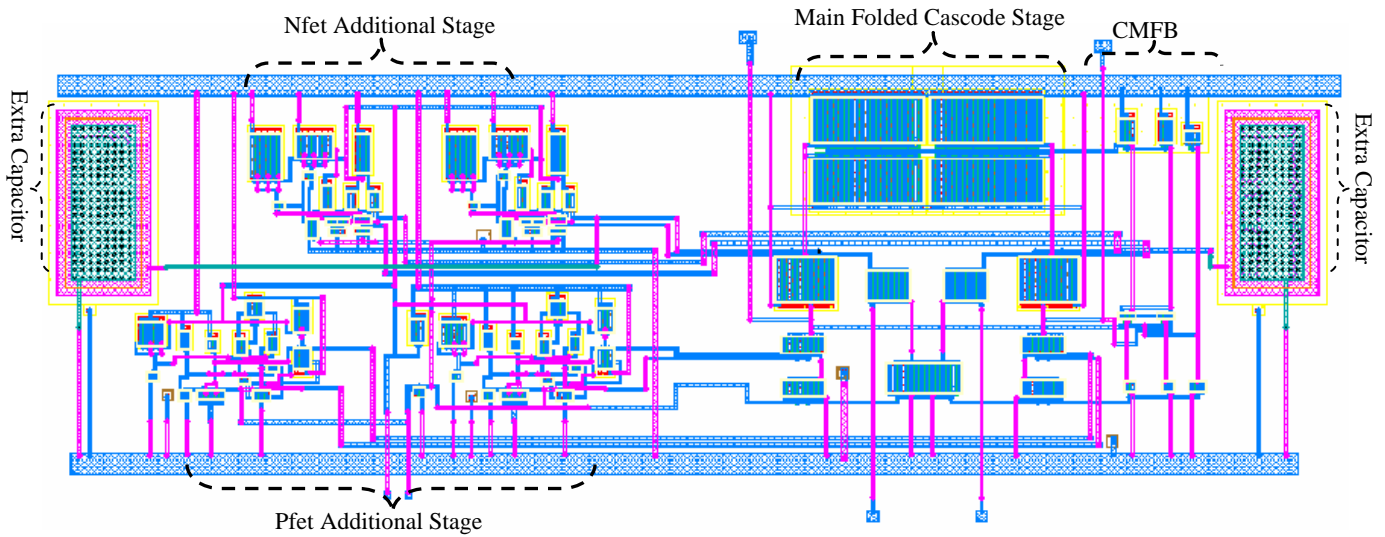 Nfet Additional Stage
Main Folded Cascode Stage
CMFB
Extra Capacitor
Extra Capacitor
Pfet Additional Stage